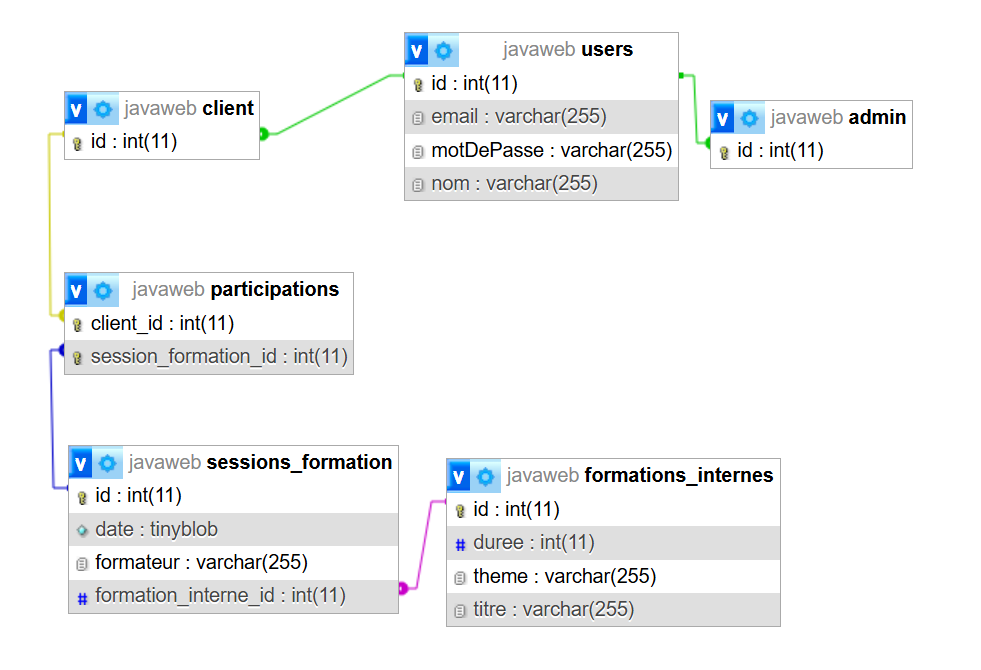 javaweb users
id : int(11)
email : varchar(255)
motDePasse : varchar(255)
nom : varchar(255)
javaweb client
id : int(11)
javaweb admin
id : int(11)
javaweb participations
client_id : int(11)
session_formation_id : int(11)
javaweb sessions_formation
id : int(11)
date : tinyblob
formateur : varchar(255)
# formation_interne_id : int(11)
javaweb formations_internes
id : int(11)
# duree : int(11)
theme : varchar(255)
titre : varchar(255)